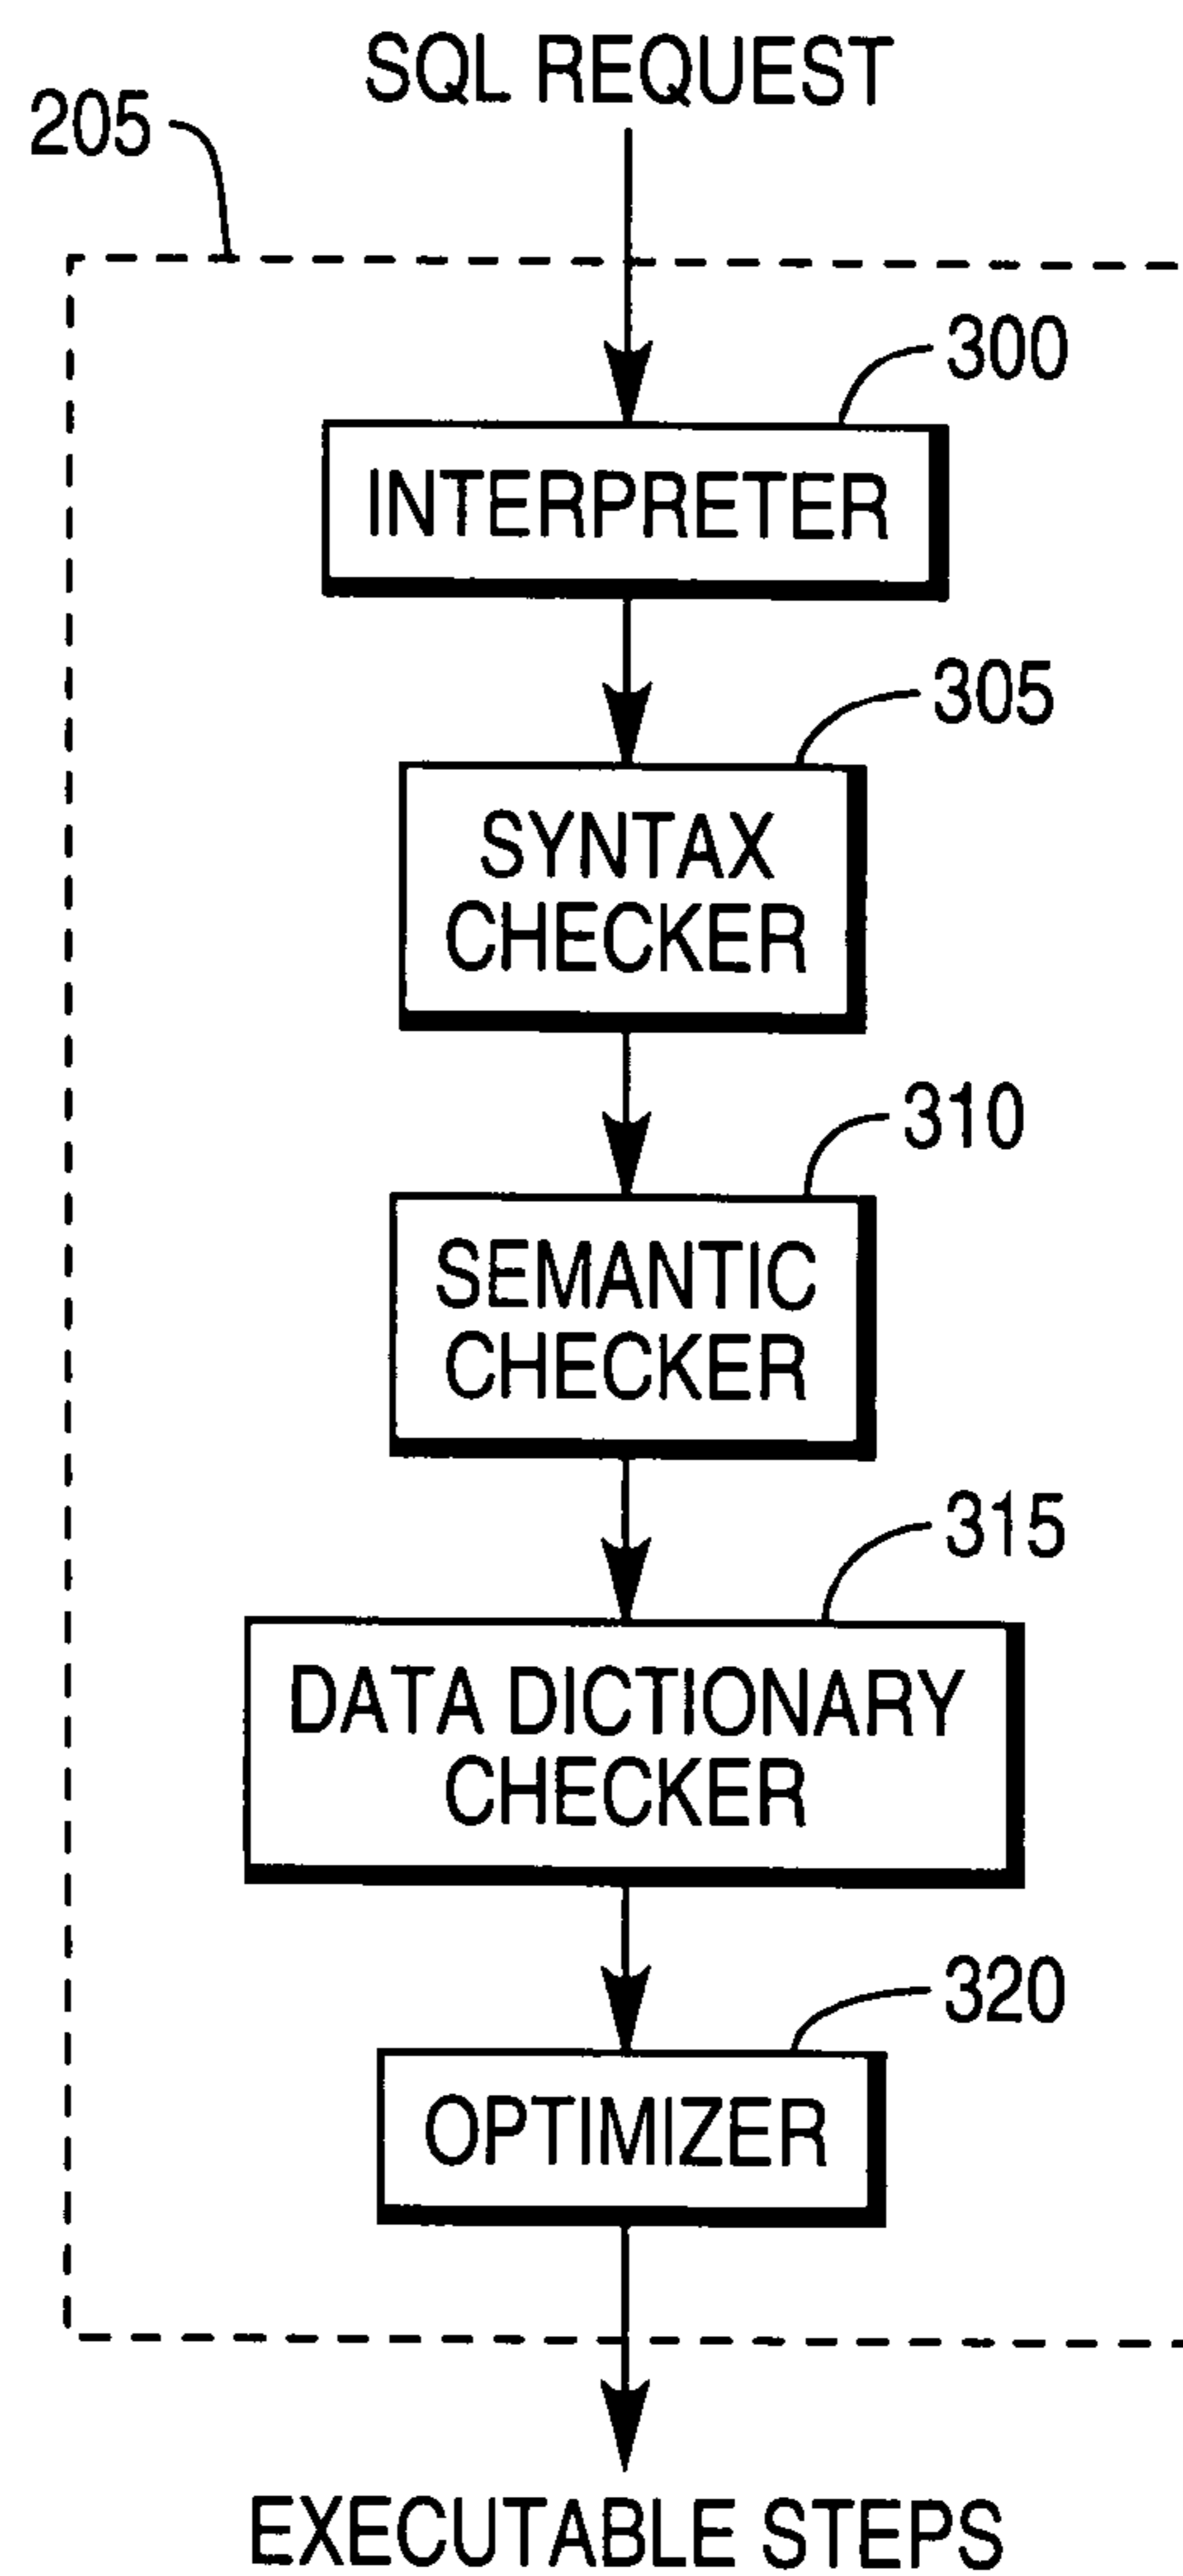 SQL REQUEST
205
300
INTERPRETER
305
SYNTAX
CHECKER
310
SEMANTIC
CHECKER
315
DATA DICTIONARY
CHECKER
320
OPTIMIZER
EXECUTABLE STEPS